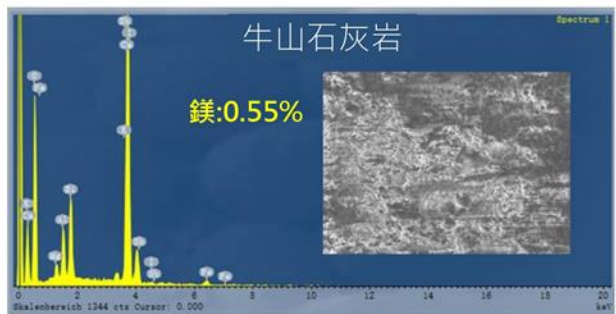 Spectrum 1
牛山石灰岩
鎂:0.55%
0 2 4 6 8 10 12 14 16 18 20
Skalenbereich 1344 cts Cursor: 0.000 keV